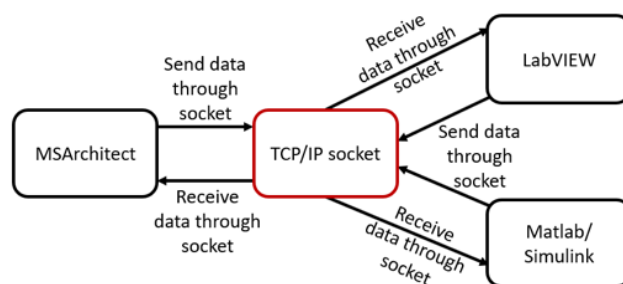 Send data
through
socket
MSArchitect
Receive
data through
socket
TCP/IP socket
Receive
data through
socket
LabVIEW
Send data
through
socket
Receive
data through
socket
Matlab/
Simulink